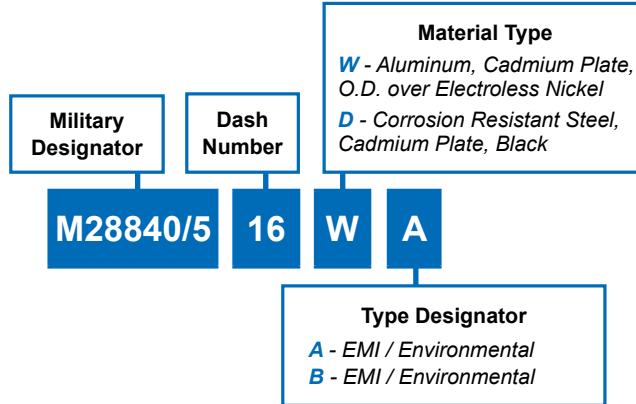 Material Type
W - Aluminum, Cadmium Plate,
O.D. over Electroless Nickel
D - Corrosion Resistant Steel,
Cadmium Plate, Black
Military
Designator
Dash
Number
M28840/5 16 W A
Type Designator
A - EMI / Environmental
B - EMI / Environmental